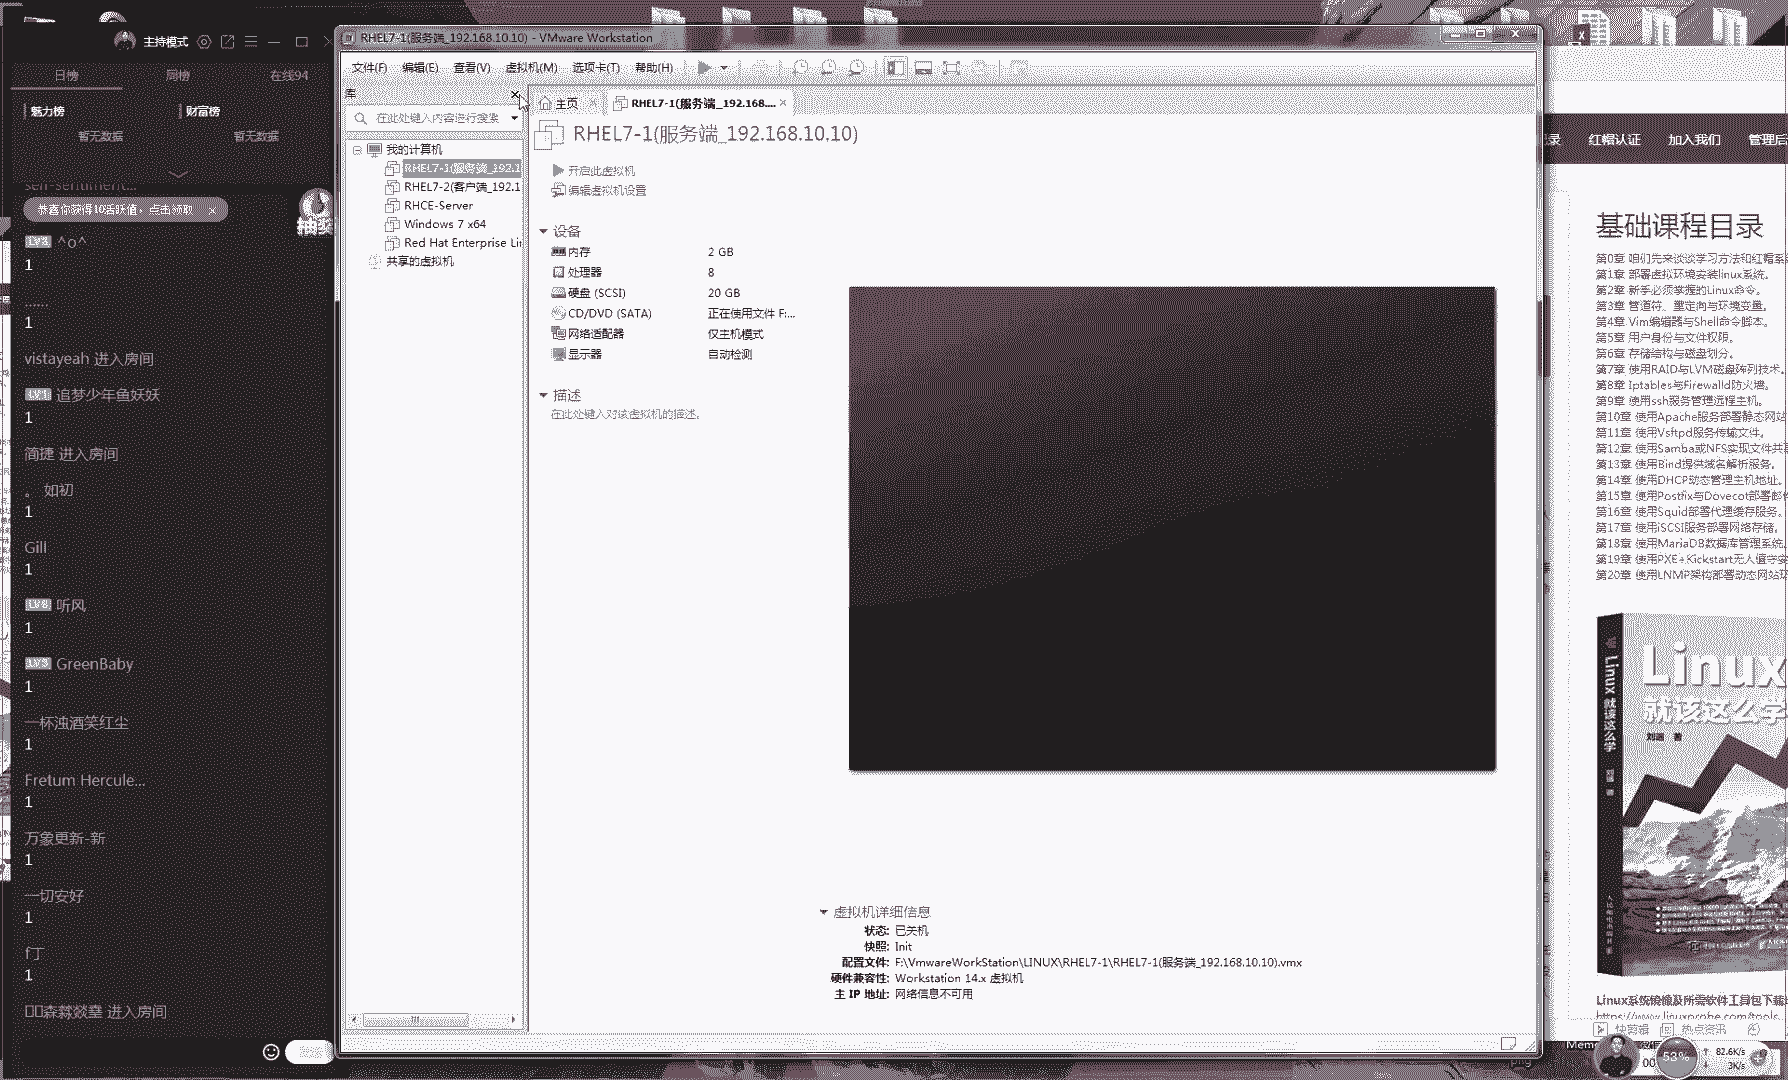 主持模式
日榜
周榜
在线94
魅力榜
财富榜
暂无数据
暂无数据
self-sentiment...
恭喜你获得10活跃值，点击领取
抽奖
LV3 ^o^
1
......
1
vistayeah 进入房间
LV1 追梦少年鱼妖妖
1
简捷 进入房间
。 如初
1
Gill
1
听风
1
LV3 GreenBaby
1
一杯浊酒笑红尘
1
Fretum Hercule...
1
万象更新-新
1
一切安好
1
f丁
1
进入房间
RHEL7-1(服务端_192.168.10.10) - VMware Workstation
文件(F) 编辑(E) 查看(V) 虚拟机(M) 选项卡(T) 帮助(H)
库
在此处键入内容进行搜索
我的计算机
RHEL7-1(服务端_192.1
RHEL7-2(客户端_192.1
RHCE-Server
Windows 7 x64
Red Hat Enterprise Lin
共享的虚拟机
主页
RHEL7-1(服务端_192.168....
RHEL7-1(服务端_192.168.10.10)
开启此虚拟机
编辑虚拟机设置
设备
内存 2 GB
处理器 8
硬盘 (SCSI) 20 GB
CD/DVD (SATA) 正在使用文件 F:...
网络适配器 仅主机模式
显示器 自动检测
描述
在此处键入对该虚拟机的描述。
虚拟机详细信息
状态: 已关机
快照: Init
配置文件: F:\VmwareWorkStation\LINUX\RHEL7-1\RHEL7-1(服务端_192.168.10.10).vmx
硬件兼容性: Workstation 14.x 虚拟机
主 IP 地址: 网络信息不可用
录 红帽认证 加入我们 管理后
基础课程目录
第0章 咱们先来谈谈学习方法和红帽系
第1章 部署虚拟环境安装linux系统。
第2章 新手必须掌握的Linux命令。
第3章 管道符、重定向与环境变量。
第4章 Vim编辑器与Shell命令脚本。
第5章 用户身份与文件权限。
第6章 存储结构与磁盘划分。
第7章 使用RAID与LVM磁盘阵列技术。
第8章 Iptables与Firewalld防火墙。
第9章 使用ssh服务管理远程主机。
第10章 使用Apache服务部署静态网站
第11章 使用Vsftpd服务传输文件。
第12章 使用Samba或NFS实现文件共享
第13章 使用Bind提供域名解析服务。
第14章 使用DHCP动态管理主机地址。
第15章 使用Postfix与Dovecot部署邮件
第16章 使用Squid部署代理缓存服务。
第17章 使用iSCSI服务部署网络存储。
第18章 使用MariaDB数据库管理系统。
第19章 使用PXE+Kickstart无人值守安
第20章 使用LNMP架构部署动态网站环
Linux 就该这么学
刘遄 著
Linux
就该这么学
刘遄 著
Linux系统镜像及所需软件工具包下载
https://www.linuxprobe.com/tools
快剪辑 热点资讯
53%
82.6K/s
3K/s